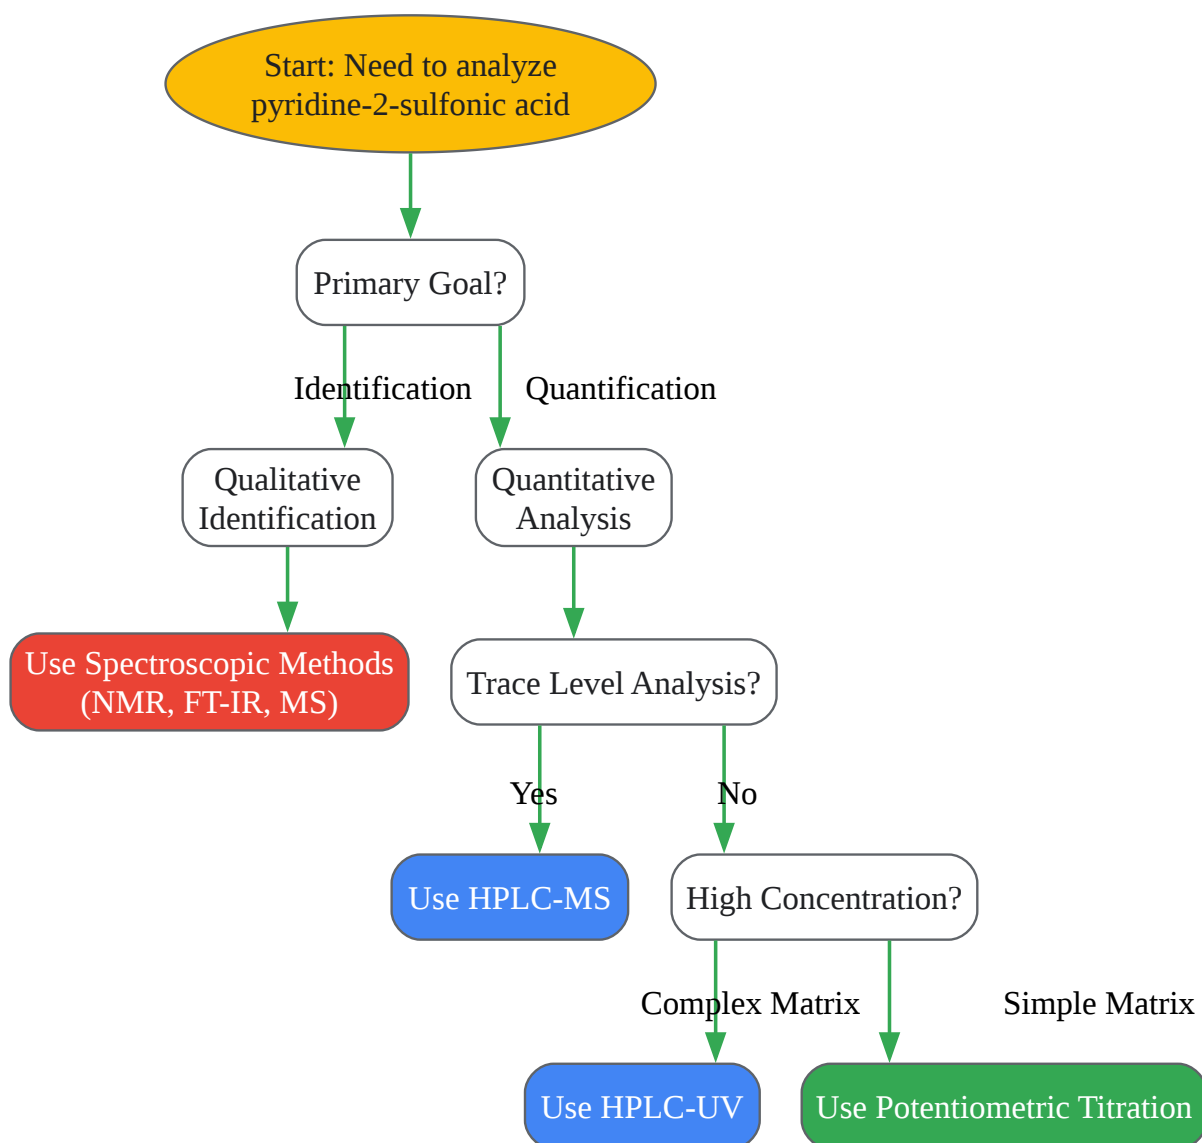 Start: Need to analyze
pyridine-2-sulfonic acid
Primary Goal?
Identification
Quantification
Qualitative
Identification
Quantitative
Analysis
Use Spectroscopic Methods
(NMR, FT-IR, MS)
Trace Level Analysis?
Yes
No
Use HPLC-MS
High Concentration?
Complex Matrix
Simple Matrix
Use HPLC-UV
Use Potentiometric Titration